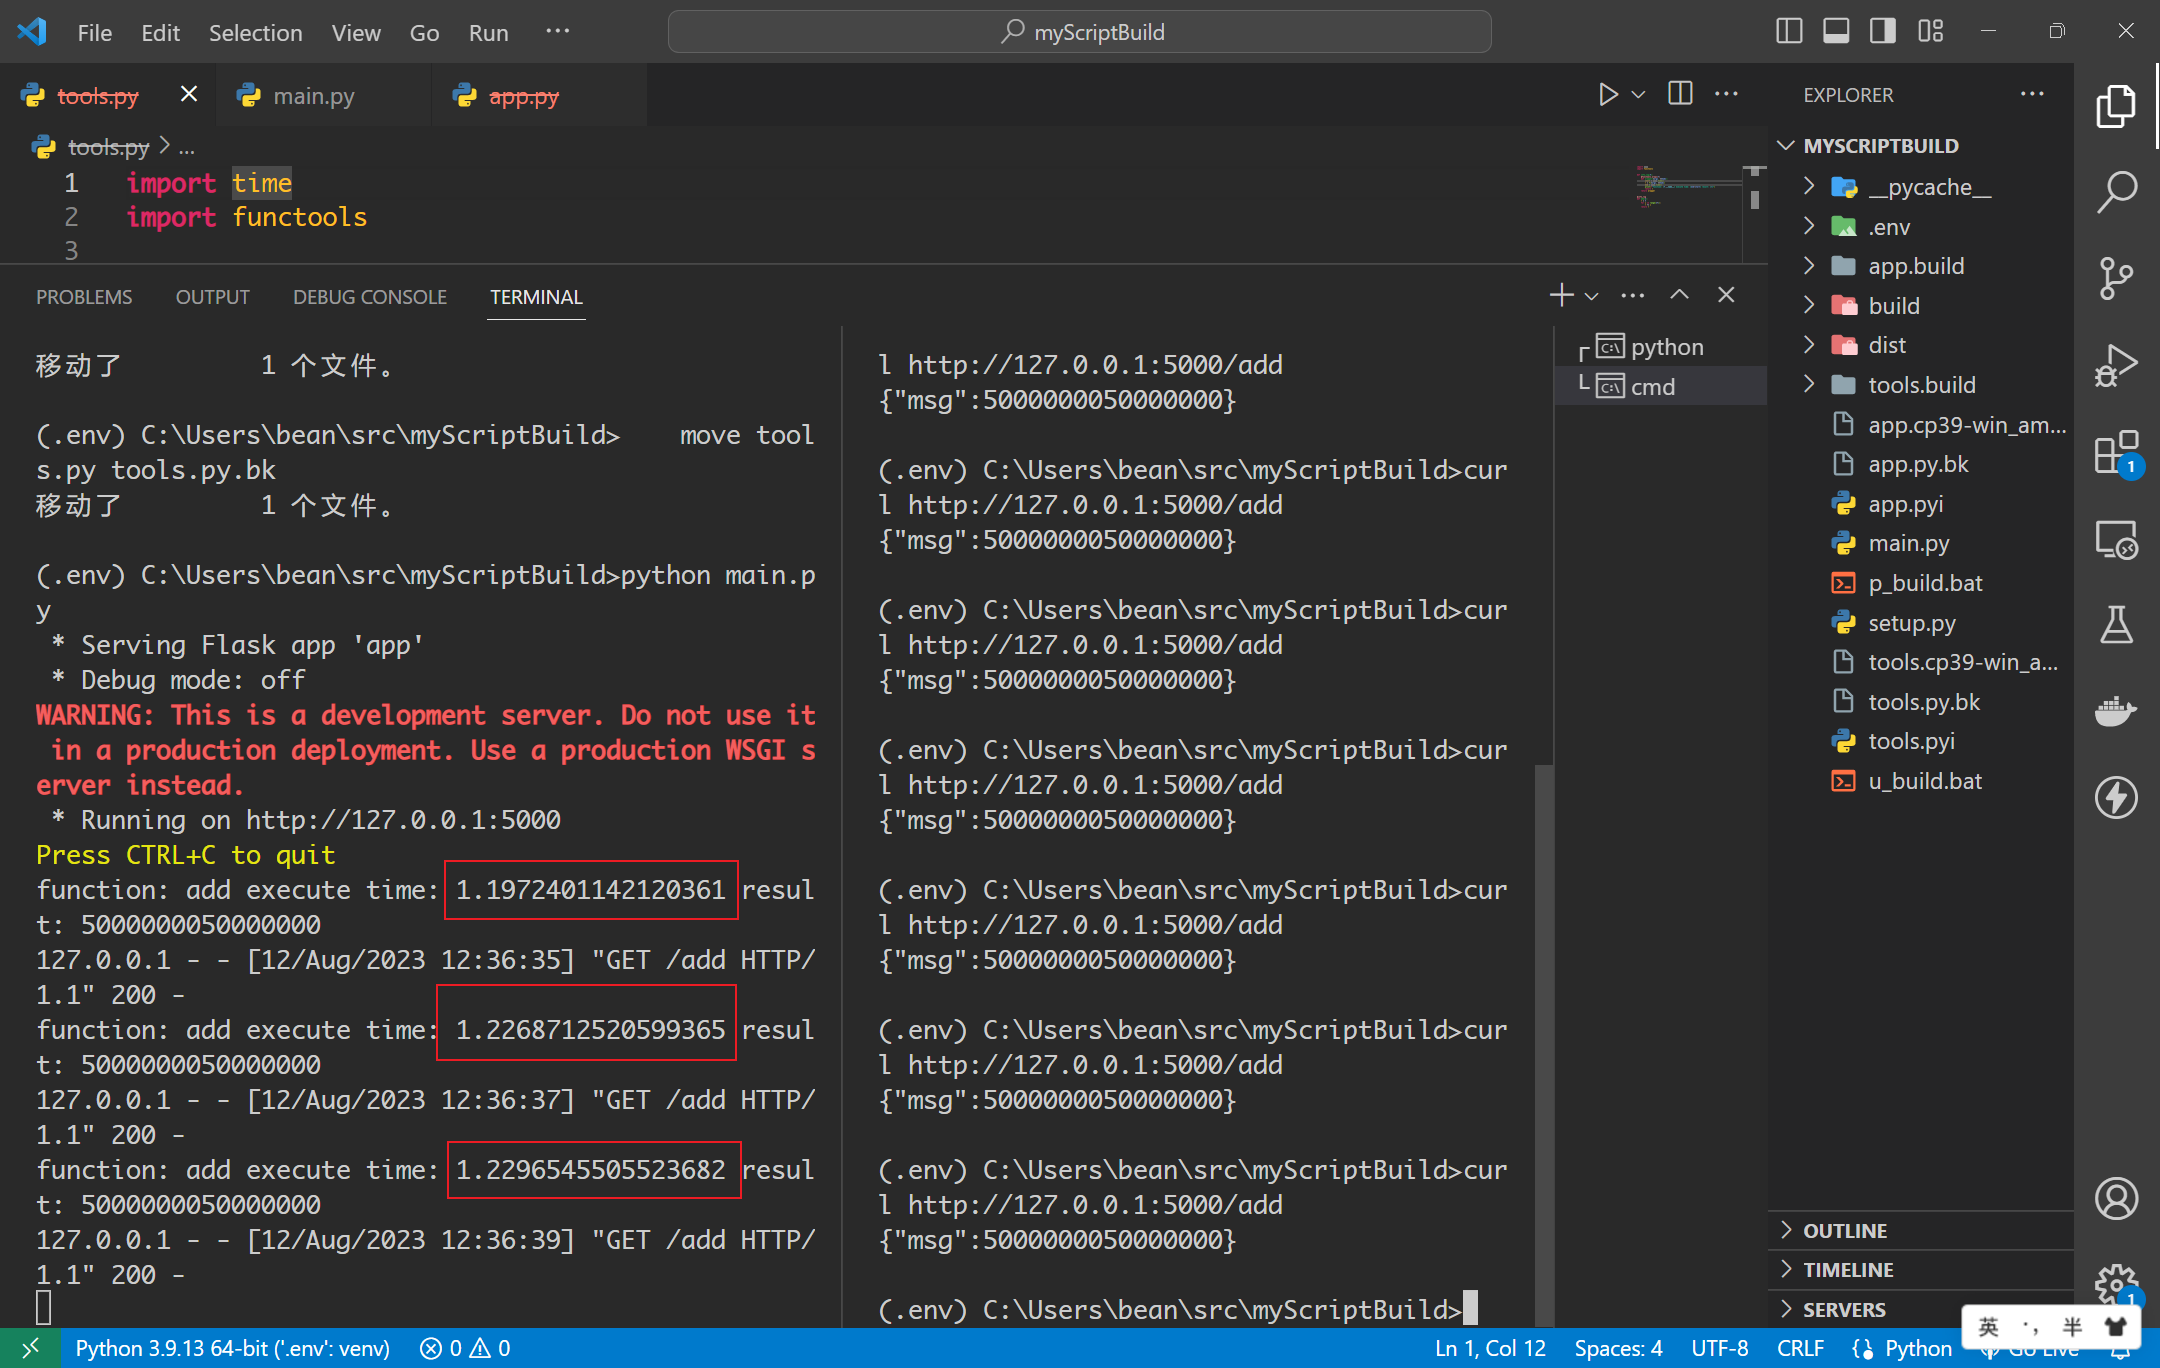 File Edit Selection View Go Run ···
myScriptBuild
tools.py
main.py
app.py
tools.py > ...
1 import time
2 import functools
3
PROBLEMS OUTPUT DEBUG CONSOLE TERMINAL
移动了         1 个文件。
(.env) C:\Users\bean\src\myScriptBuild>    move tool
s.py tools.py.bk
移动了         1 个文件。
(.env) C:\Users\bean\src\myScriptBuild>python main.p
y
 * Serving Flask app 'app'
 * Debug mode: off
WARNING: This is a development server. Do not use it
 in a production deployment. Use a production WSGI s
erver instead.
 * Running on http://127.0.0.1:5000
Press CTRL+C to quit
function: add execute time: 1.1972401142120361 resul
t: 5000000050000000
127.0.0.1 - - [12/Aug/2023 12:36:35] "GET /add HTTP/
1.1" 200 -
function: add execute time: 1.2268712520599365 resul
t: 5000000050000000
127.0.0.1 - - [12/Aug/2023 12:36:37] "GET /add HTTP/
1.1" 200 -
function: add execute time: 1.2296545505523682 resul
t: 5000000050000000
127.0.0.1 - - [12/Aug/2023 12:36:39] "GET /add HTTP/
1.1" 200 -
l http://127.0.0.1:5000/add
{"msg":5000000050000000}
(.env) C:\Users\bean\src\myScriptBuild>cur
l http://127.0.0.1:5000/add
{"msg":5000000050000000}
(.env) C:\Users\bean\src\myScriptBuild>cur
l http://127.0.0.1:5000/add
{"msg":5000000050000000}
(.env) C:\Users\bean\src\myScriptBuild>cur
l http://127.0.0.1:5000/add
{"msg":5000000050000000}
(.env) C:\Users\bean\src\myScriptBuild>cur
l http://127.0.0.1:5000/add
{"msg":5000000050000000}
(.env) C:\Users\bean\src\myScriptBuild>cur
l http://127.0.0.1:5000/add
{"msg":5000000050000000}
(.env) C:\Users\bean\src\myScriptBuild>cur
l http://127.0.0.1:5000/add
{"msg":5000000050000000}
(.env) C:\Users\bean\src\myScriptBuild>
python
cmd
EXPLORER
MYSCRIPTBUILD
__pycache__
.env
app.build
build
dist
tools.build
app.cp39-win_am...
app.py.bk
app.pyi
main.py
p_build.bat
setup.py
tools.cp39-win_a...
tools.py.bk
tools.pyi
u_build.bat
OUTLINE
TIMELINE
SERVERS
1
1
英 ·, 半
Python 3.9.13 64-bit ('.env': venv) 0 0 Ln 1, Col 12 Spaces: 4 UTF-8 CRLF Python Go Live